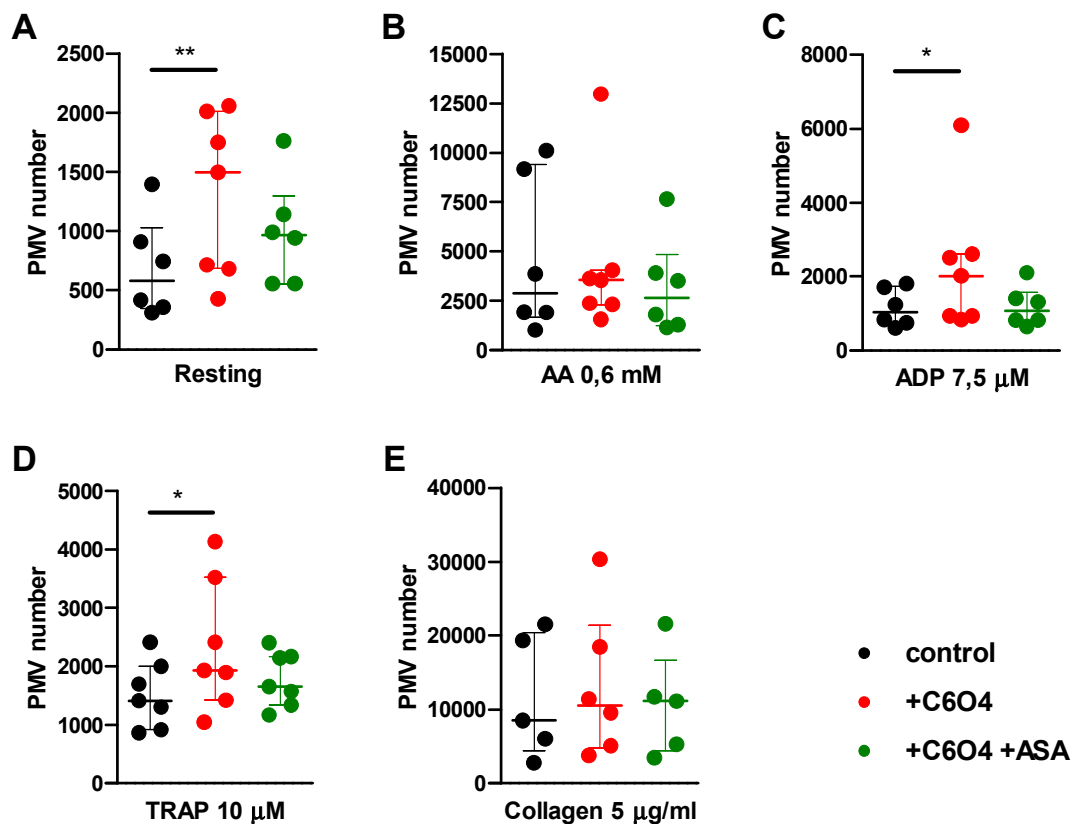 A
B
C
2500
2000
1500
1000
500
0
PMV number
**
Resting
15000
12500
10000
7500
5000
2500
0
PMV number
AA 0,6 mM
8000
6000
4000
2000
0
PMV number
*
ADP 7,5 μM
D
E
5000
4000
3000
2000
1000
0
PMV number
*
TRAP 10 μM
40000
30000
20000
10000
0
PMV number
Collagen 5 μg/ml
control
+C6O4
+C6O4 +ASA